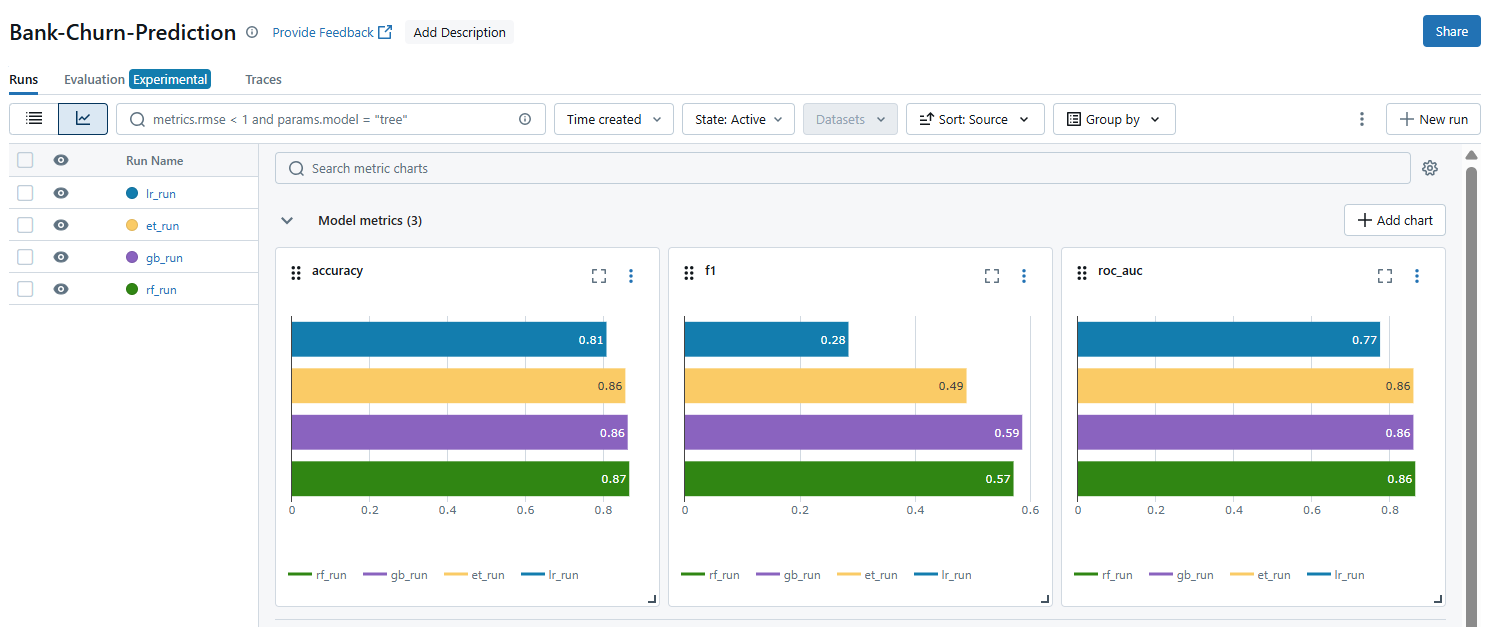 Bank-Churn-Prediction Provide Feedback Add Description Share
Runs Evaluation Experimental Traces
metrics.rmse < 1 and params.model = "tree" Time created State: Active Datasets Sort: Source Group by New run
Run Name
lr_run
et_run
gb_run
rf_run
Search metric charts
Model metrics (3) Add chart
accuracy
0.81
0.86
0.86
0.87
0 0.2 0.4 0.6 0.8
rf_run gb_run et_run lr_run
f1
0.28
0.49
0.59
0.57
0 0.2 0.4 0.6
rf_run gb_run et_run lr_run
roc_auc
0.77
0.86
0.86
0.86
0 0.2 0.4 0.6 0.8
rf_run gb_run et_run lr_run